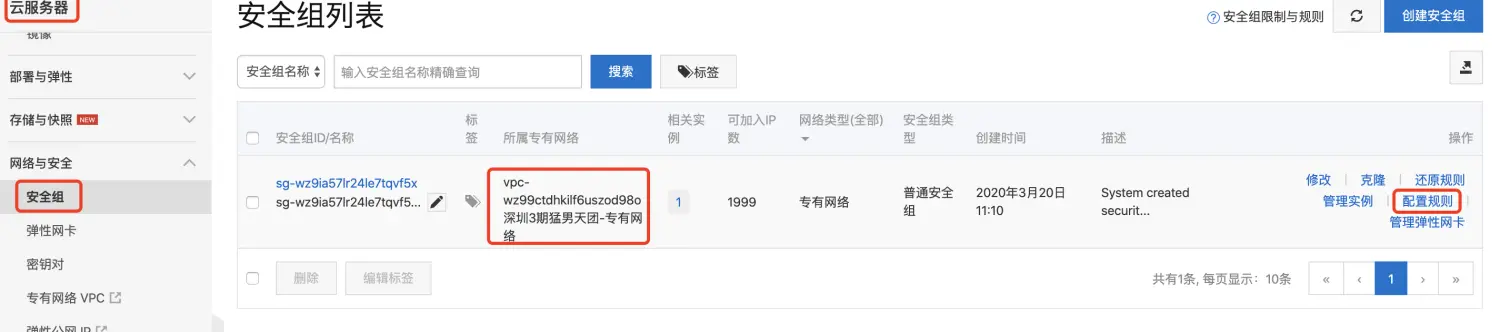 云服务器
镜像
部署与弹性
存储与快照 NEW
网络与安全
安全组
弹性网卡
密钥对
专有网络 VPC
弹性公网 IP
安全组列表
安全组限制与规则
创建安全组
安全组名称
输入安全组名称精确查询
搜索
标签
安全组ID/名称
标
签
所属专有网络
相关实
例
可加入IP
数
网络类型(全部)
安全组类
型
创建时间
描述
操作
sg-wz9ia57lr24le7tqvf5x
sg-wz9ia57lr24le7tqvf5...
vpc-
wz99ctdhkilf6uszod98o
深圳3期猛男天团-专有网
络
1
1999
专有网络
普通安全
组
2020年3月20日
11:10
System created
securit...
修改
克隆
还原规则
管理实例
配置规则
管理弹性网卡
删除
编辑标签
共有1条, 每页显示：10条
«
‹
1
›
»